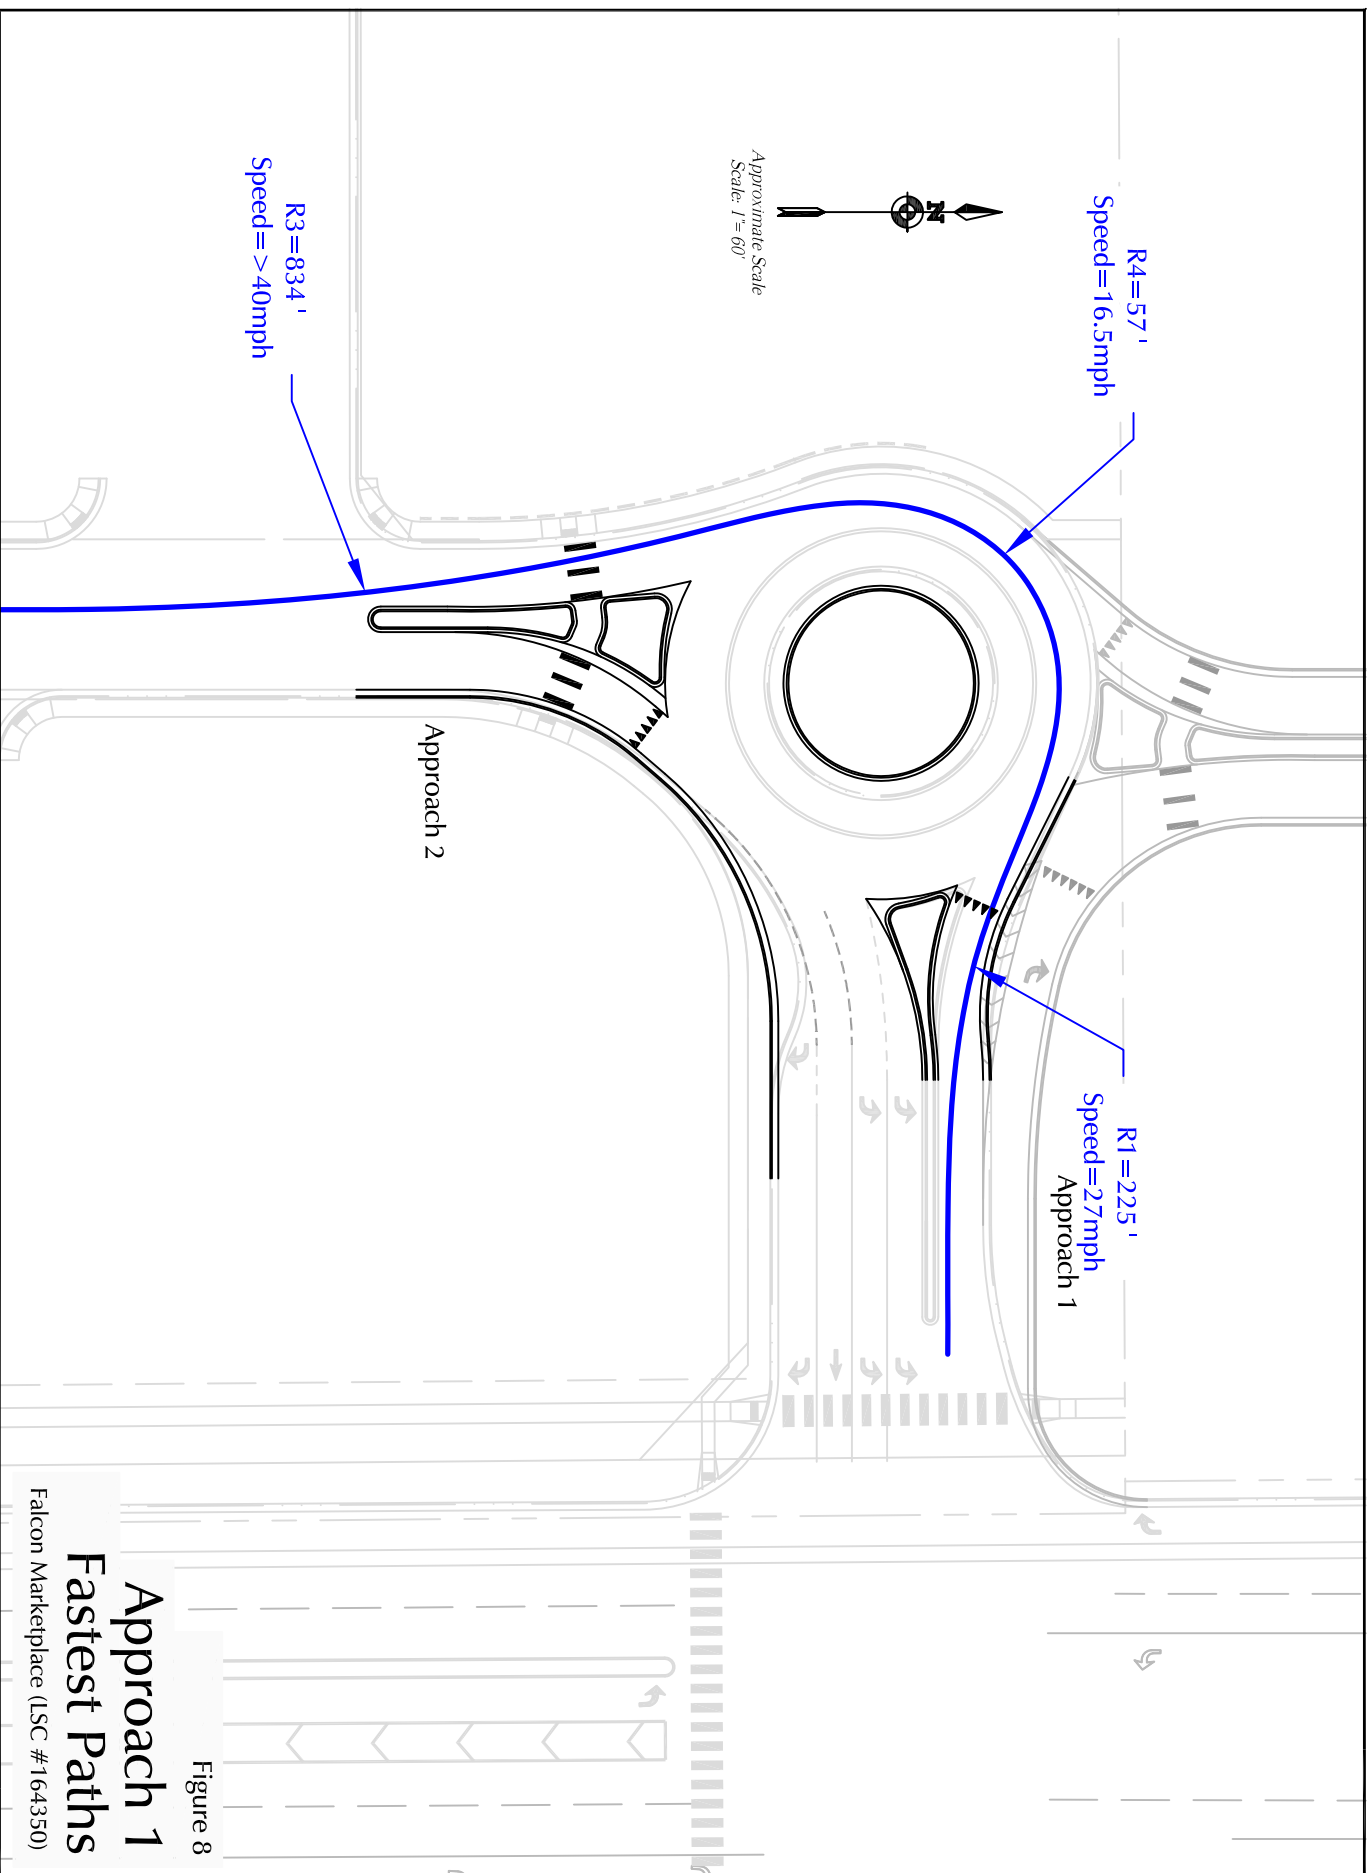 R4=57'
Speed=16.5mph
N
Approximate Scale
Scale: 1"= 60'
R3=834'
Speed=>40mph
R1=225'
Speed=27mph
Approach 1
Approach 2
Figure 8
Approach 1
Fastest Paths
Falcon Marketplace (LSC #164350)